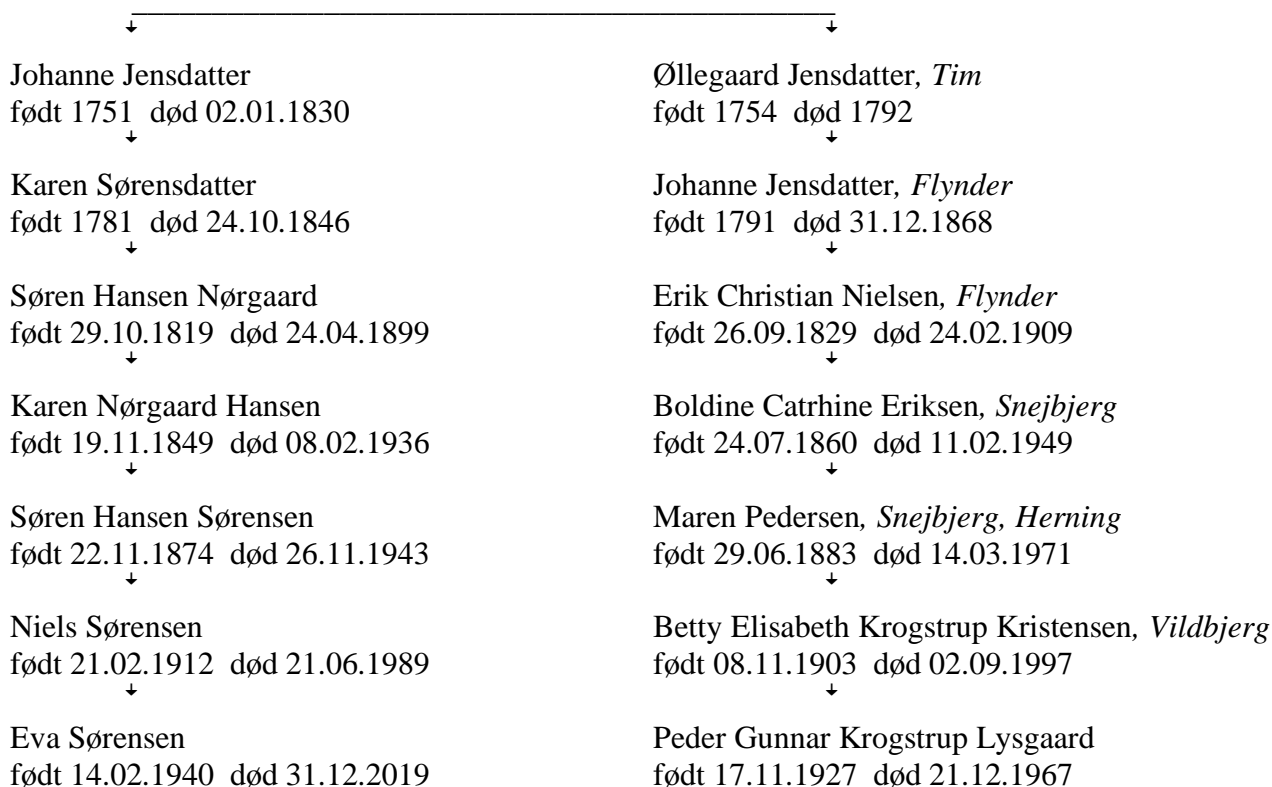 Johanne Jensdatter
født 1751 død 02.01.1830
Øllegaard Jensdatter, Tim
født 1754 død 1792
Karen Sørensdatter
født 1781 død 24.10.1846
Johanne Jensdatter, Flynder
født 1791 død 31.12.1868
Søren Hansen Nørgaard
født 29.10.1819 død 24.04.1899
Erik Christian Nielsen, Flynder
født 26.09.1829 død 24.02.1909
Karen Nørgaard Hansen
født 19.11.1849 død 08.02.1936
Boldine Catrhine Eriksen, Snejbjerg
født 24.07.1860 død 11.02.1949
Søren Hansen Sørensen
født 22.11.1874 død 26.11.1943
Maren Pedersen, Snejbjerg, Herning
født 29.06.1883 død 14.03.1971
Niels Sørensen
født 21.02.1912 død 21.06.1989
Betty Elisabeth Krogstrup Kristensen, Vildbjerg
født 08.11.1903 død 02.09.1997
Eva Sørensen
født 14.02.1940 død 31.12.2019
Peder Gunnar Krogstrup Lysgaard
født 17.11.1927 død 21.12.1967